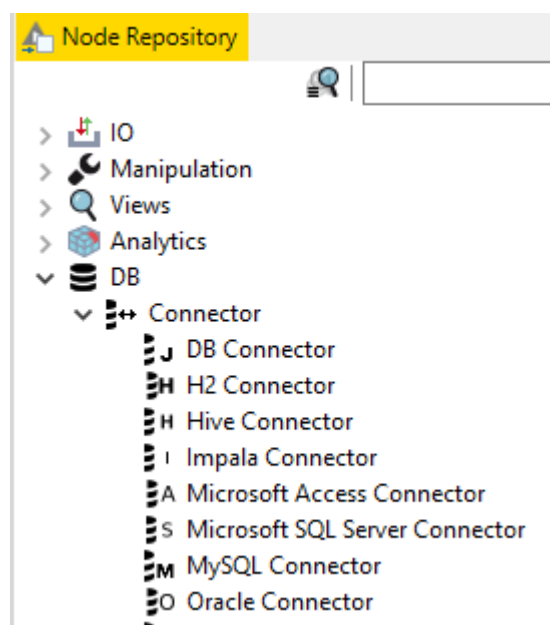 Node Repository
IO
Manipulation
Views
Analytics
DB
Connector
J DB Connector
H H2 Connector
H Hive Connector
I Impala Connector
A Microsoft Access Connector
S Microsoft SQL Server Connector
M MySQL Connector
O Oracle Connector